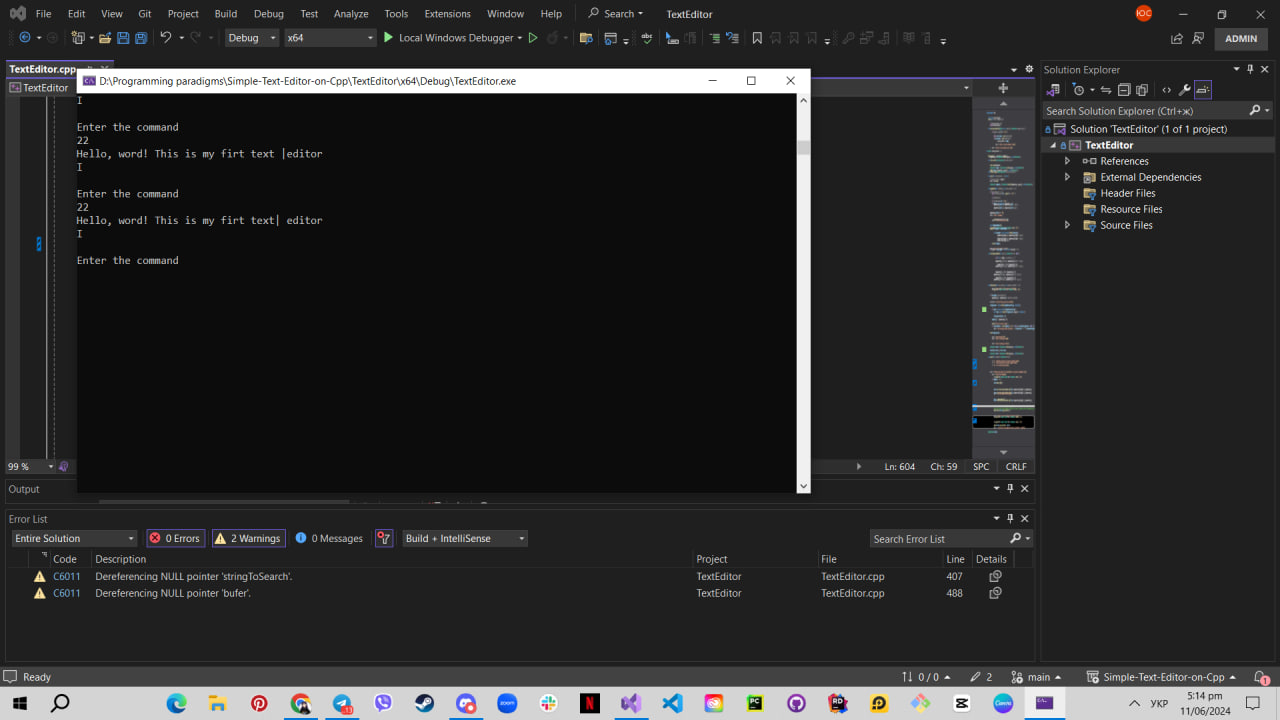 File Edit View Git Project Build Debug Test Analyze Tools Extensions Window Help Search TextEditor IOC
Debug x64 Local Windows Debugger ADMIN
TextEditor.cpp
TextEditor
D:\Programming paradigms\Simple-Text-Editor-on-Cpp\TextEditor\x64\Debug\TextEditor.exe
I
Enter the command
22
Hello, word! This is my firt text |editor
I
Enter the command
22
Hello, word! This is my firt text| editor
I
Enter the command
99 % Ln: 604 Ch: 59 SPC CRLF
Output
Error List
Entire Solution 0 Errors 2 Warnings 0 Messages Build + IntelliSense Search Error List
Code Description Project File Line Details
C6011 Dereferencing NULL pointer 'stringToSearch'. TextEditor TextEditor.cpp 407
C6011 Dereferencing NULL pointer 'bufer'. TextEditor TextEditor.cpp 488
Solution Explorer
Search Solution Explorer (Ctrl+ж)
Solution 'TextEditor' (1 of 1 project)
TextEditor
References
External Dependencies
Header Files
Resource Files
Source Files
Ready 0 / 0 2 main Simple-Text-Editor-on-Cpp 1
zoom N PC RD Canva
УКР 5:14 pm
11/06/2024